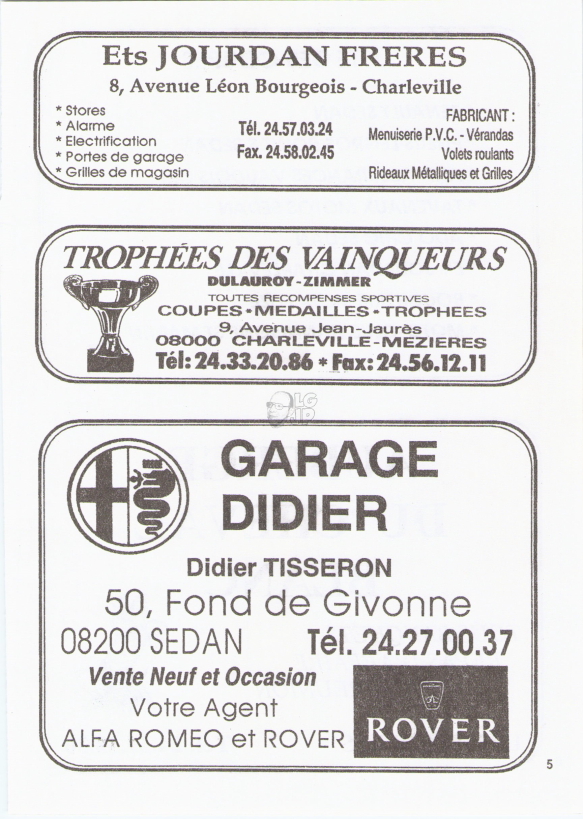 Ets JOURDAN FRERES
8, Avenue Léon Bourgeois - Charleville
* Stores
* Alarme
* Electrification
* Portes de garage
* Grilles de magasin
Tél. 24.57.03.24
Fax. 24.58.02.45
FABRICANT :
Menuiserie P.V.C. - Vérandas
Volets roulants
Rideaux Métalliques et Grilles
TROPHÉES DES VAINQUEURS
DULAUROY-ZIMMER
TOUTES RECOMPENSES SPORTIVES
COUPES • MEDAILLES • TROPHEES
9, Avenue Jean-Jaurès
08000 CHARLEVILLE-MEZIERES
Tél: 24.33.20.86 * Fax: 24.56.12.11
GARAGE
DIDIER
Didier TISSERON
50, Fond de Givonne
08200 SEDAN Tél. 24.27.00.37
Vente Neuf et Occasion
Votre Agent
ALFA ROMEO et ROVER
ROVER
5